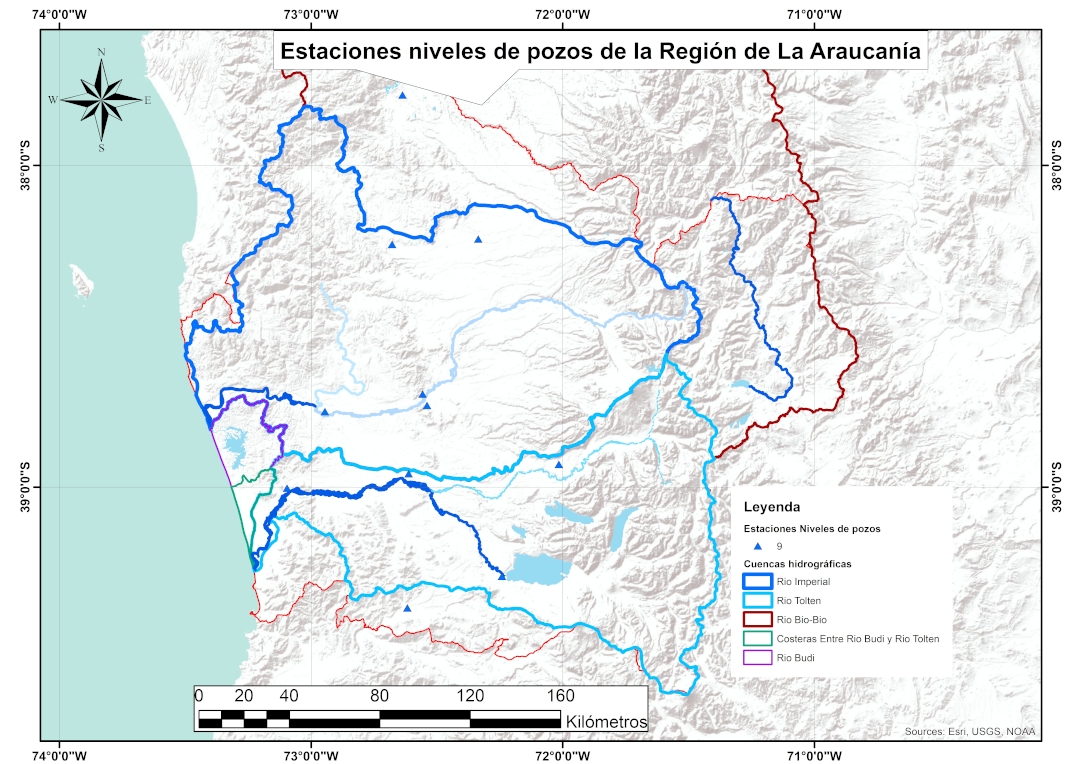 74°0'0"W 73°0'0"W 72°0'0"W 71°0'0"W
Estaciones niveles de pozos de la Región de La Araucanía
N
W E
S
38°0'0"S 38°0'0"S
39°0'0"S 39°0'0"S
Leyenda
Estaciones Niveles de pozos
9
Cuencas hidrográficas
Rio Imperial
Rio Tolten
Rio Bio-Bio
Costeras Entre Rio Budi y Rio Tolten
Rio Budi
0 20 40 80 120 160
Kilómetros
Sources: Esri, USGS, NOAA
74°0'0"W 73°0'0"W 72°0'0"W 71°0'0"W